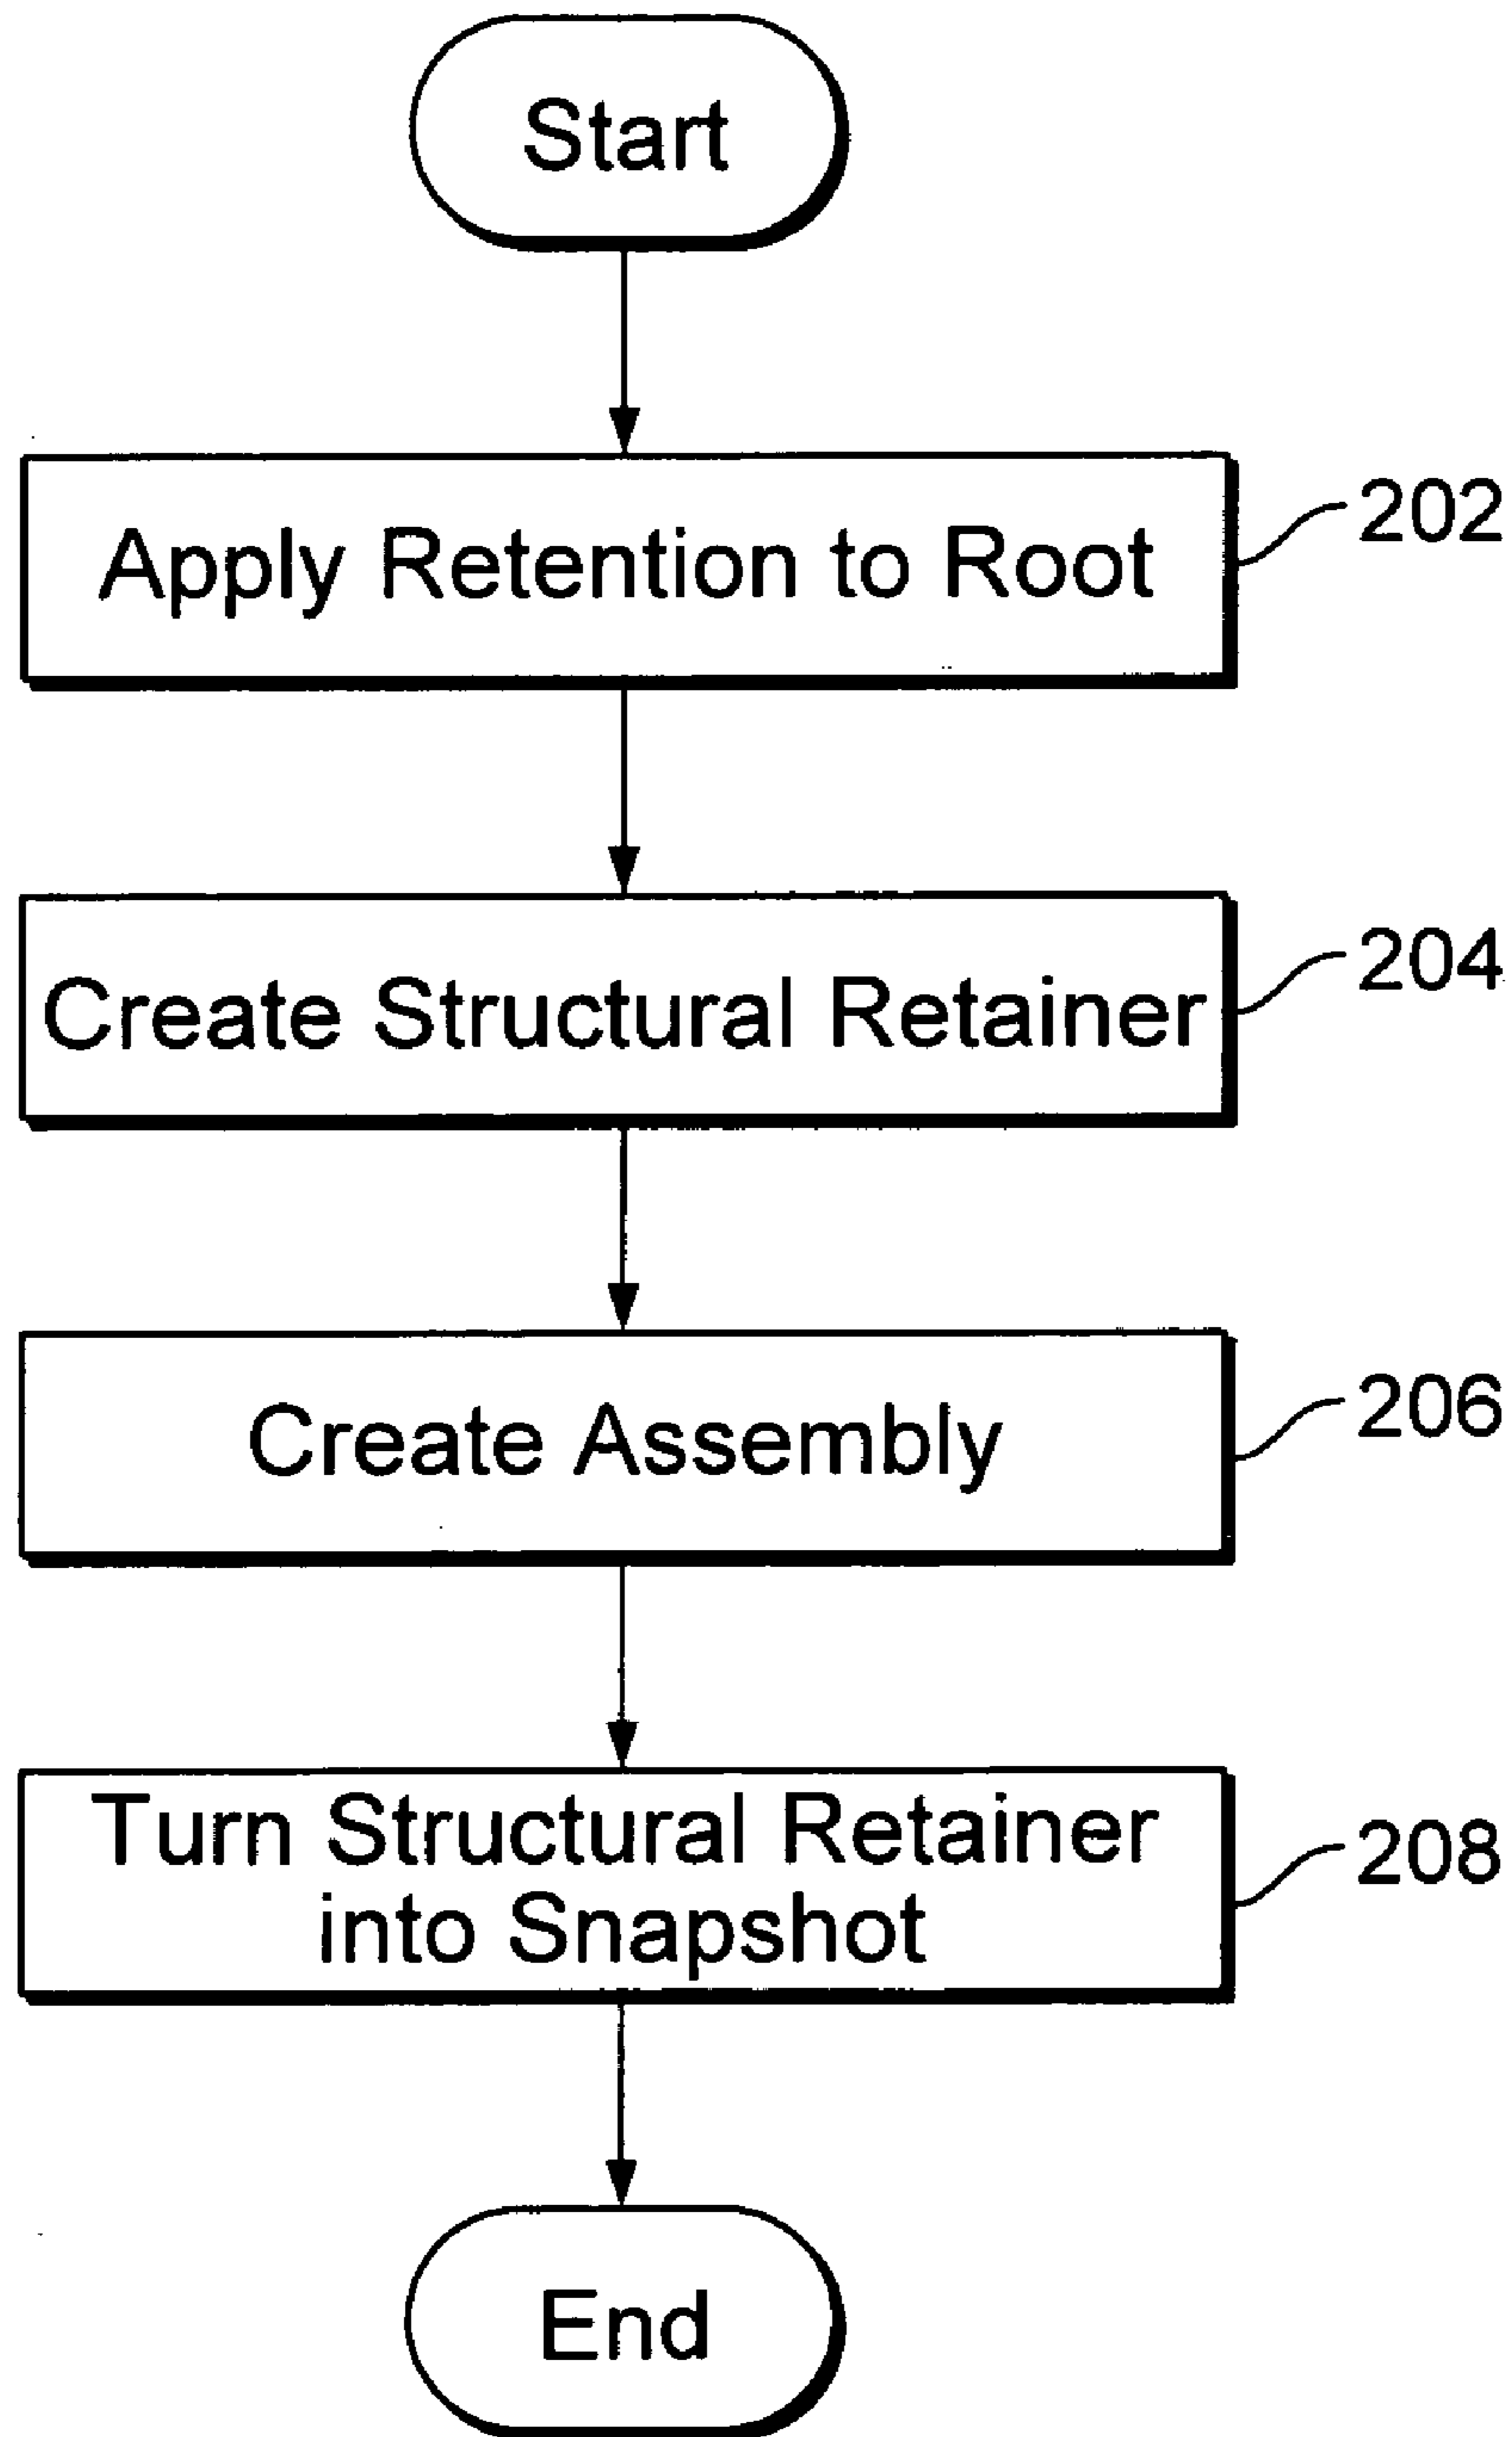 Start
Apply Retention to Root
202
Create Structural Retainer
204
Create Assembly
206
Turn Structural Retainer
into Snapshot
208
End